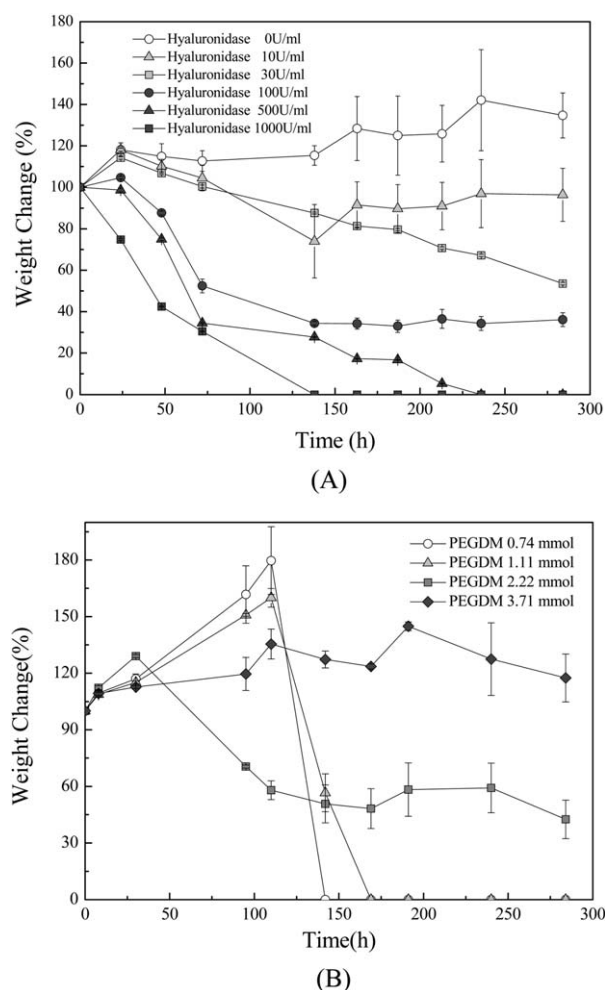 180
160
140
120
100
80
60
40
20
0
Weight Change (%)
Hyaluronidase 0U/ml
Hyaluronidase 10U/ml
Hyaluronidase 30U/ml
Hyaluronidase 100U/ml
Hyaluronidase 500U/ml
Hyaluronidase 1000U/ml
0 50 100 150 200 250 300
Time (h)
(A)
180
150
120
90
60
30
0
Weight Change(%)
PEGDM 0.74 mmol
PEGDM 1.11 mmol
PEGDM 2.22 mmol
PEGDM 3.71 mmol
0 50 100 150 200 250 300
Time(h)
(B)